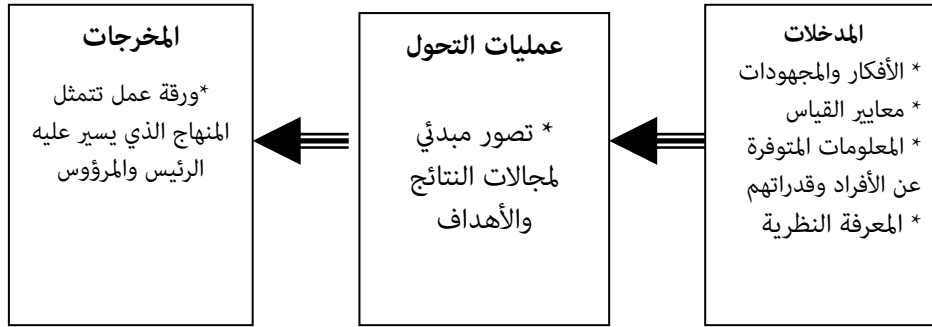 المدخلات
* الأفكار والمجهودات
* معايير القياس
* المعلومات المتوفرة
عن الأفراد وقدراتهم
* المعرفة النظرية
عمليات التحول
* تصور مبدئي
لمجالات النتائج
والأهداف
المخرجات
*ورقة عمل تتمثل
المنهاج الذي يسير عليه
الرئيس والمرؤوس